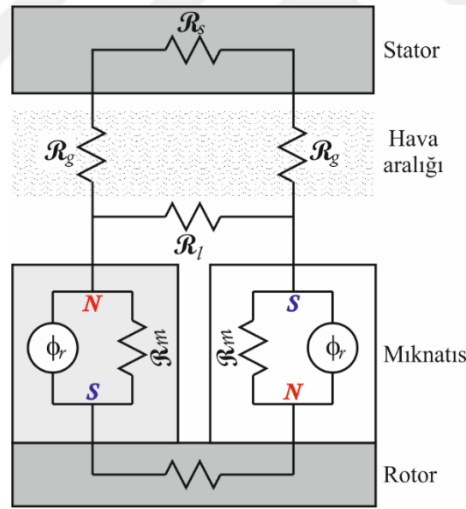 ℛs
Stator
ℛg
ℛg
Hava
aralığı
ℛl
N
S
ϕr
ℛm
ℛm
ϕr
Mıknatıs
S
N
Rotor